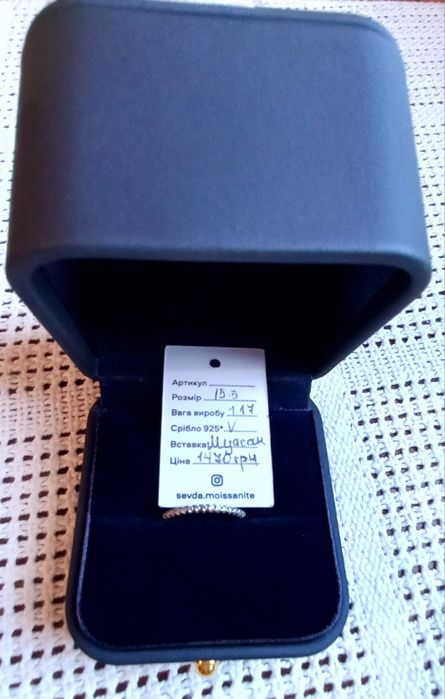 Артикул
Розмір 15.3
Вага виробу 1.17
Срібло 925° V
Вставка Муасан
Ціна 1470 грн
sevda.moissanite